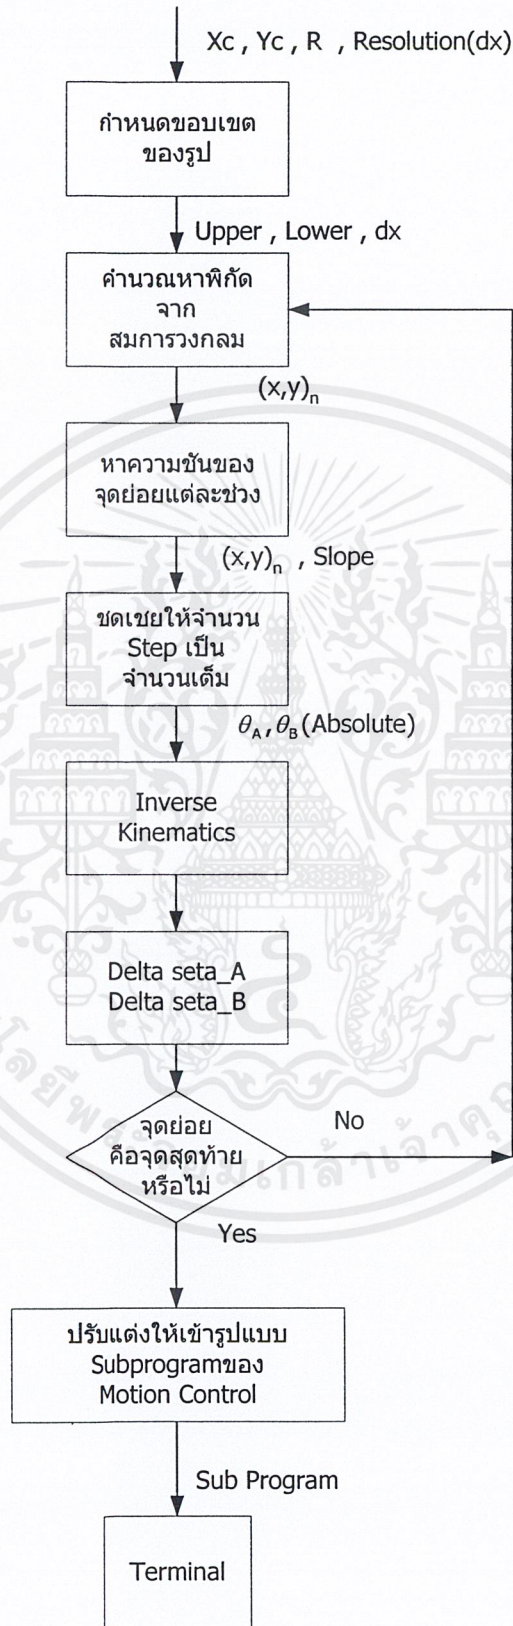 Xc , Yc , R , Resolution(dx)
กำหนดขอบเขต
ของรูป
Upper , Lower , dx
คำนวณหาพิกัด
จาก
สมการวงกลม
(x,y)n
หาความชันของ
จุดย่อยแต่ละช่วง
(x,y)n , Slope
ชดเชยให้จำนวน
Step เป็น
จำนวนเต็ม
θA, θB (Absolute)
Inverse
Kinematics
Delta seta_A
Delta seta_B
จุดย่อย
คือจุดสุดท้าย
หรือไม่
No
Yes
ปรับแต่งให้เข้ารูปแบบ
Subprogramของ
Motion Control
Sub Program
Terminal